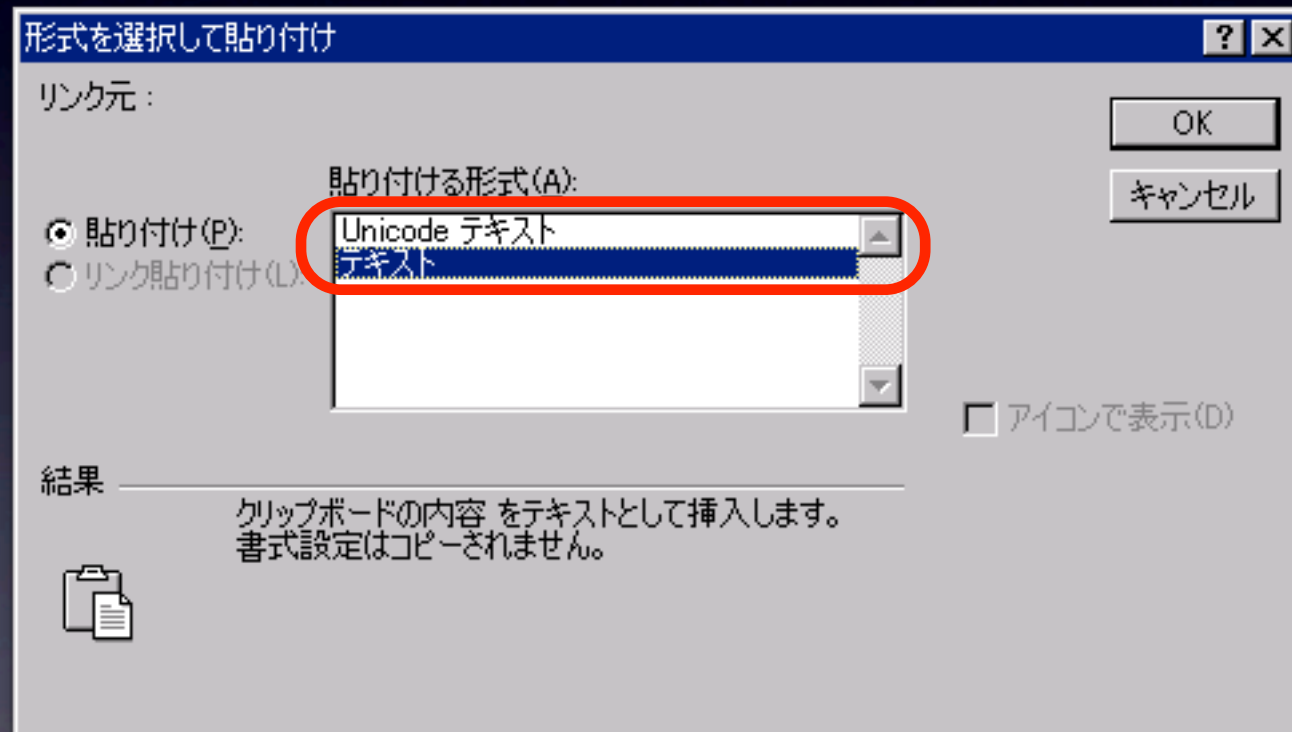 形式を選択して貼り付け
リンク元：
OK
キャンセル
貼り付ける形式(A):
貼り付け(P):
リンク貼り付け(L):
Unicode テキスト
テキスト
アイコンで表示(D)
結果
クリップボードの内容 をテキストとして挿入します。
書式設定はコピーされません。